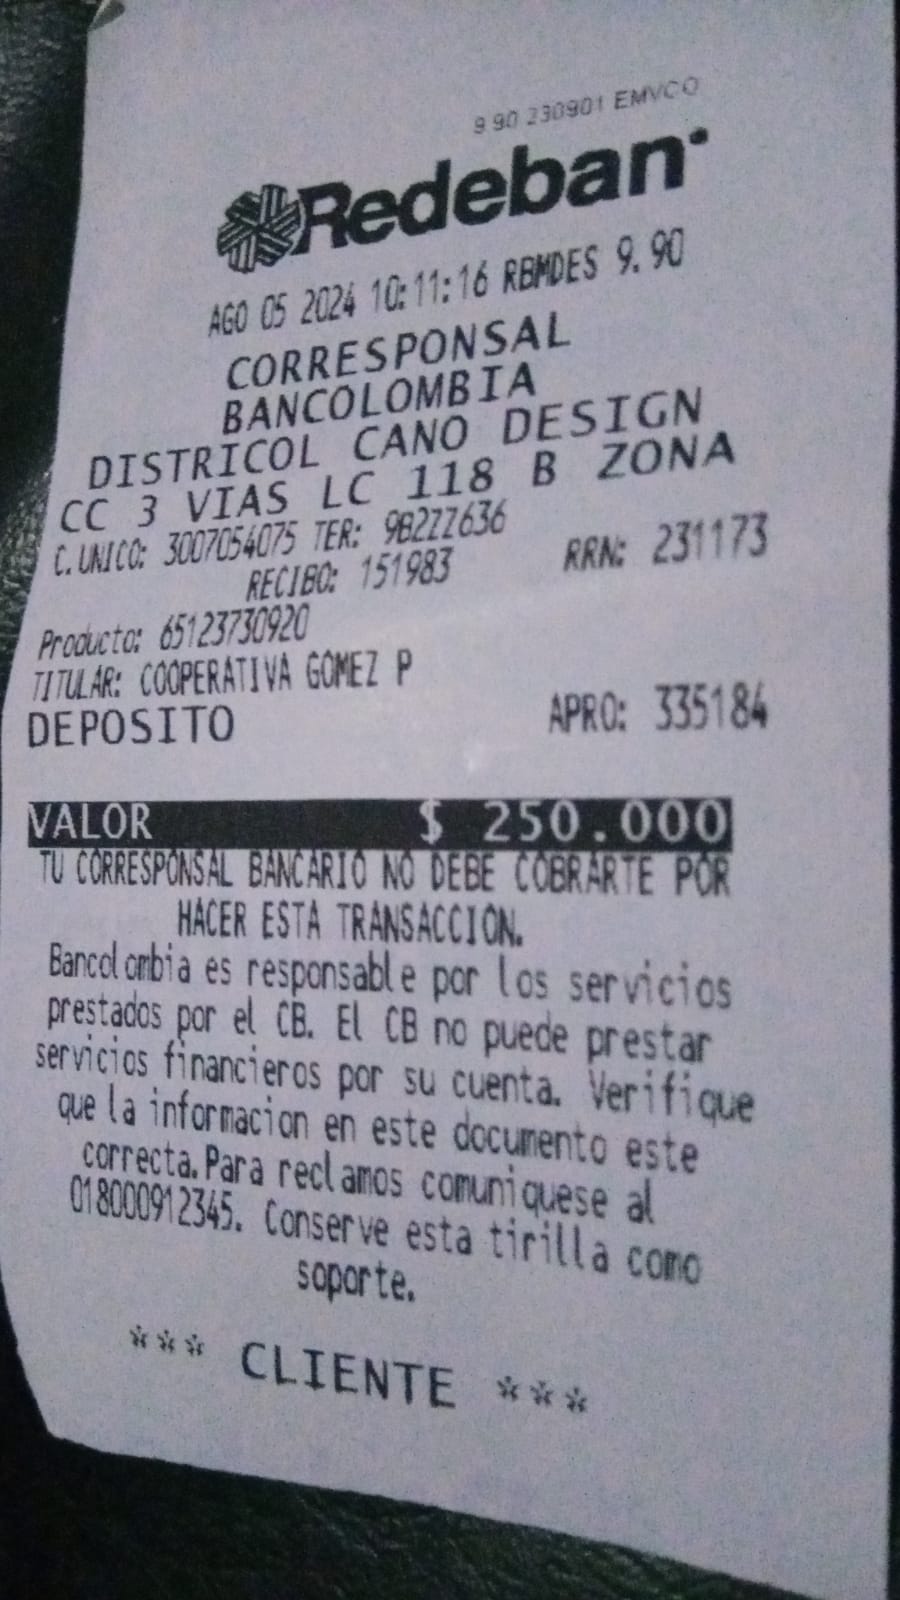 9 90 230901 EMVCO
Redeban
AGO 05 2024 10:11:16 RBMDES 9.90
CORRESPONSAL
BANCOLOMBIA
DISTRICOL CANO DESIGN
CC 3 VIAS LC 118 B ZONA
C. UNICO: 3007054075 TER: 9BZZZ636
RECIBO: 151983 RRN: 231173
Producto: 65123730920
TITULAR: COOPERATIVA GOMEZ P
DEPOSITO APRO: 335184
VALOR $ 250.000
TU CORRESPONSAL BANCARIO NO DEBE COBRARTE POR
HACER ESTA TRANSACCION.
Bancolombia es responsable por los servicios
prestados por el CB. El CB no puede prestar
servicios financieros por su cuenta. Verifique
que la informacion en este documento este
correcta.Para reclamos comuniquese al
018000912345. Conserve esta tirilla como
soporte.
*** CLIENTE ***